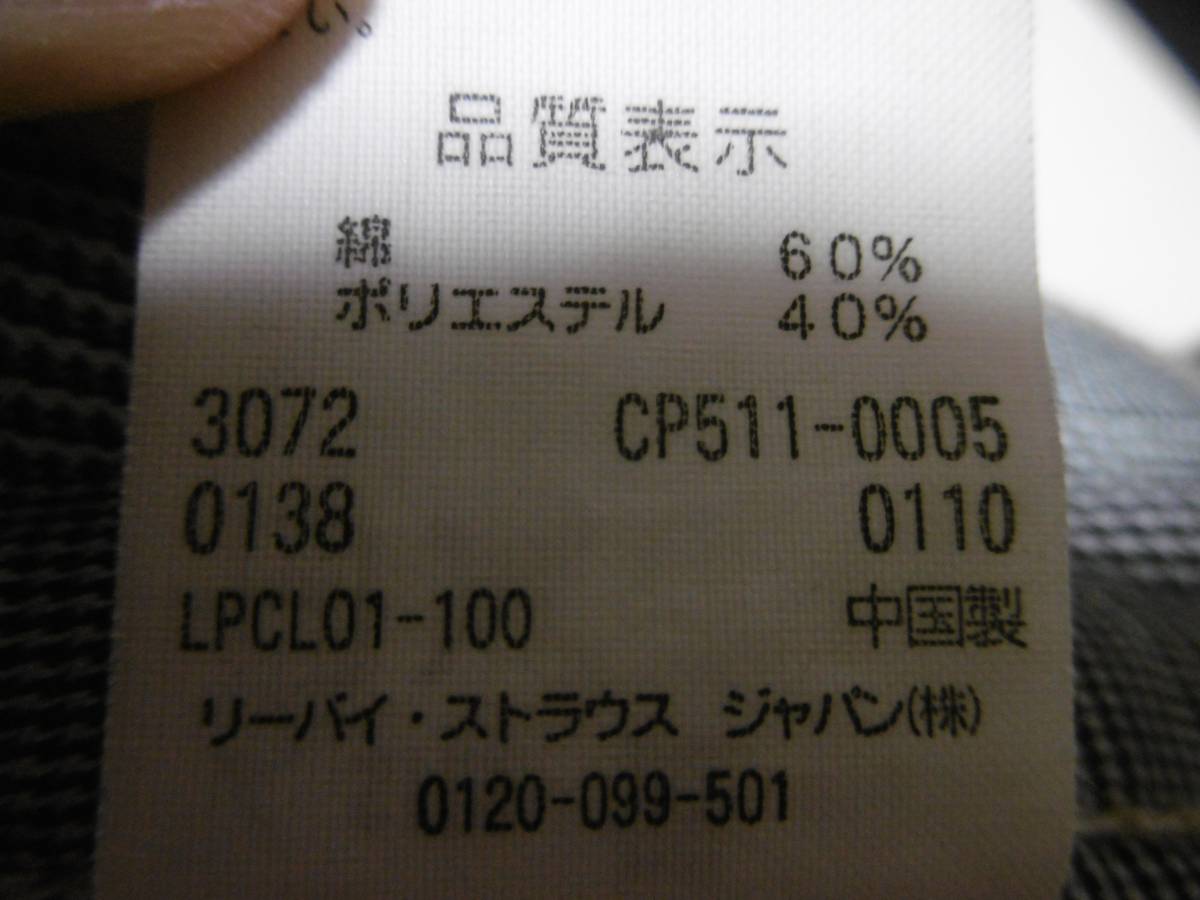 い。
品質表示
綿 60%
ポリエステル 40%
3072 CP511-0005
0138 0110
LPCL01-100 中国製
リーバイ・ストラウス ジャパン(株)
0120-099-501